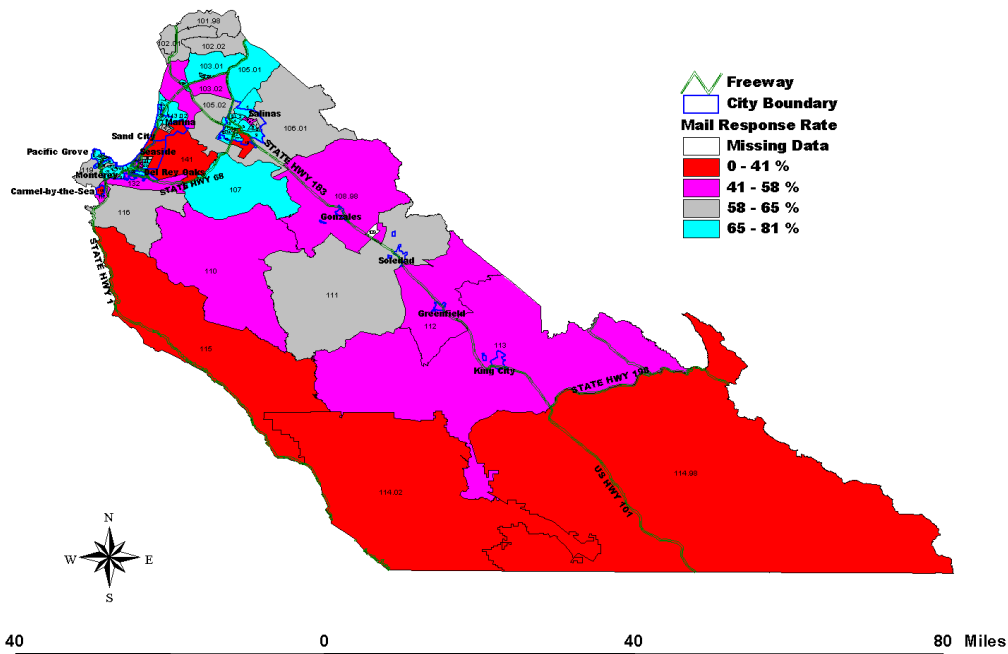 101.98
102.01
102.02
103.01
105.01
103.02
105.02
106.01
Salinas
Marina
Sand City
Seaside
Pacific Grove
141
119
Monterey
Del Rey Oaks
132
STATE HWY 68
Carmel-by-the-Sea
107
STATE HWY 183
108.98
116
Gonzales
STATE HWY 1
110
Soledad
111
Greenfield
112
113
115
King City
STATE HWY 198
114.02
US HWY 101
114.98
Freeway
City Boundary
Mail Response Rate
Missing Data
0 - 41 %
41 - 58 %
58 - 65 %
65 - 81 %
N
W E
S
40 0 40 80 Miles